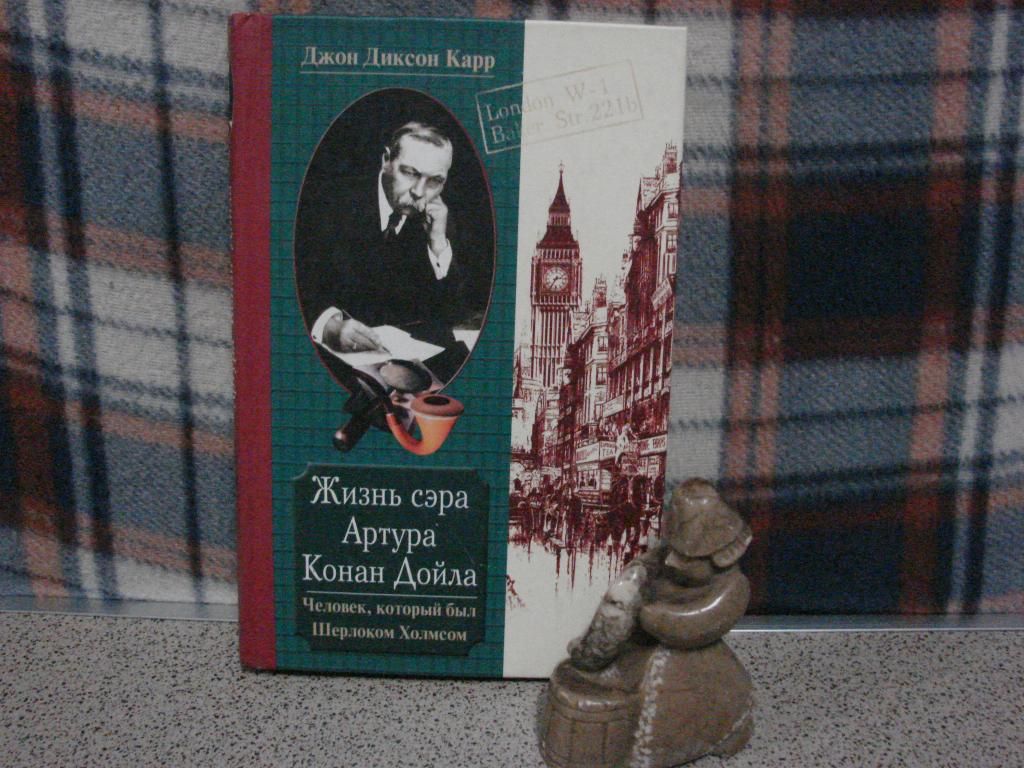 Джон Диксон Карр
London W-1
Baker Str.221b
Жизнь сэра
Артура
Конан Дойла
Человек, который был
Шерлоком Холмсом